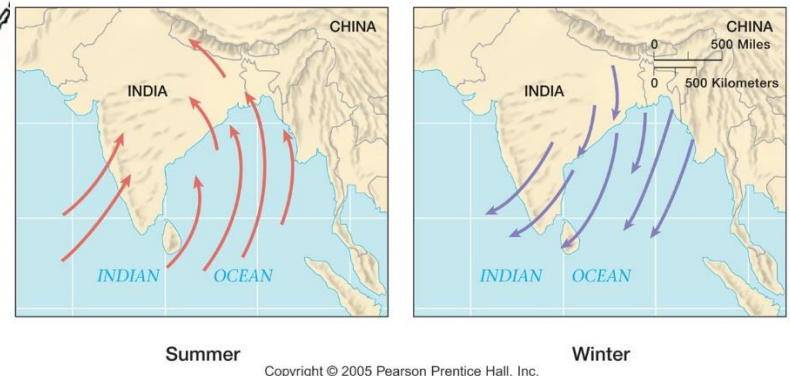 CHINA
INDIA
INDIAN OCEAN
Summer
CHINA
0 500 Miles
0 500 Kilometers
INDIA
INDIAN OCEAN
Winter
Copyright © 2005 Pearson Prentice Hall, Inc.